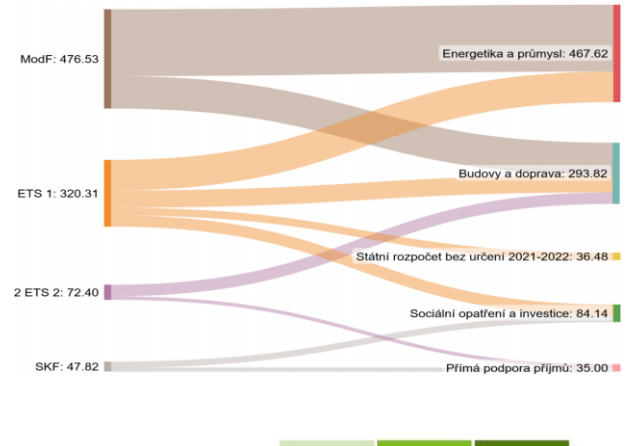 ModF: 476.53
Energetika a průmysl: 467.62
Budovy a doprava: 293.82
ETS 1: 320.31
Státní rozpočet bez určení 2021-2022: 36.48
2 ETS 2: 72.40
Sociální opatření a investice: 84.14
SKF: 47.82
Přímá podpora příjmů: 35.00